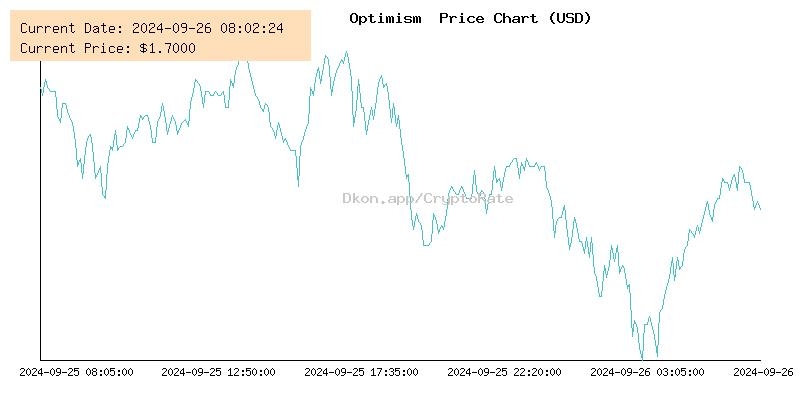 Optimism  Price Chart (USD)
Current Date: 2024-09-26 08:02:24
Current Price: $1.7000
Dkon.app/CryptoRate
2024-09-25 08:05:00 2024-09-25 12:50:00 2024-09-25 17:35:00 2024-09-25 22:20:00 2024-09-26 03:05:00 2024-09-26